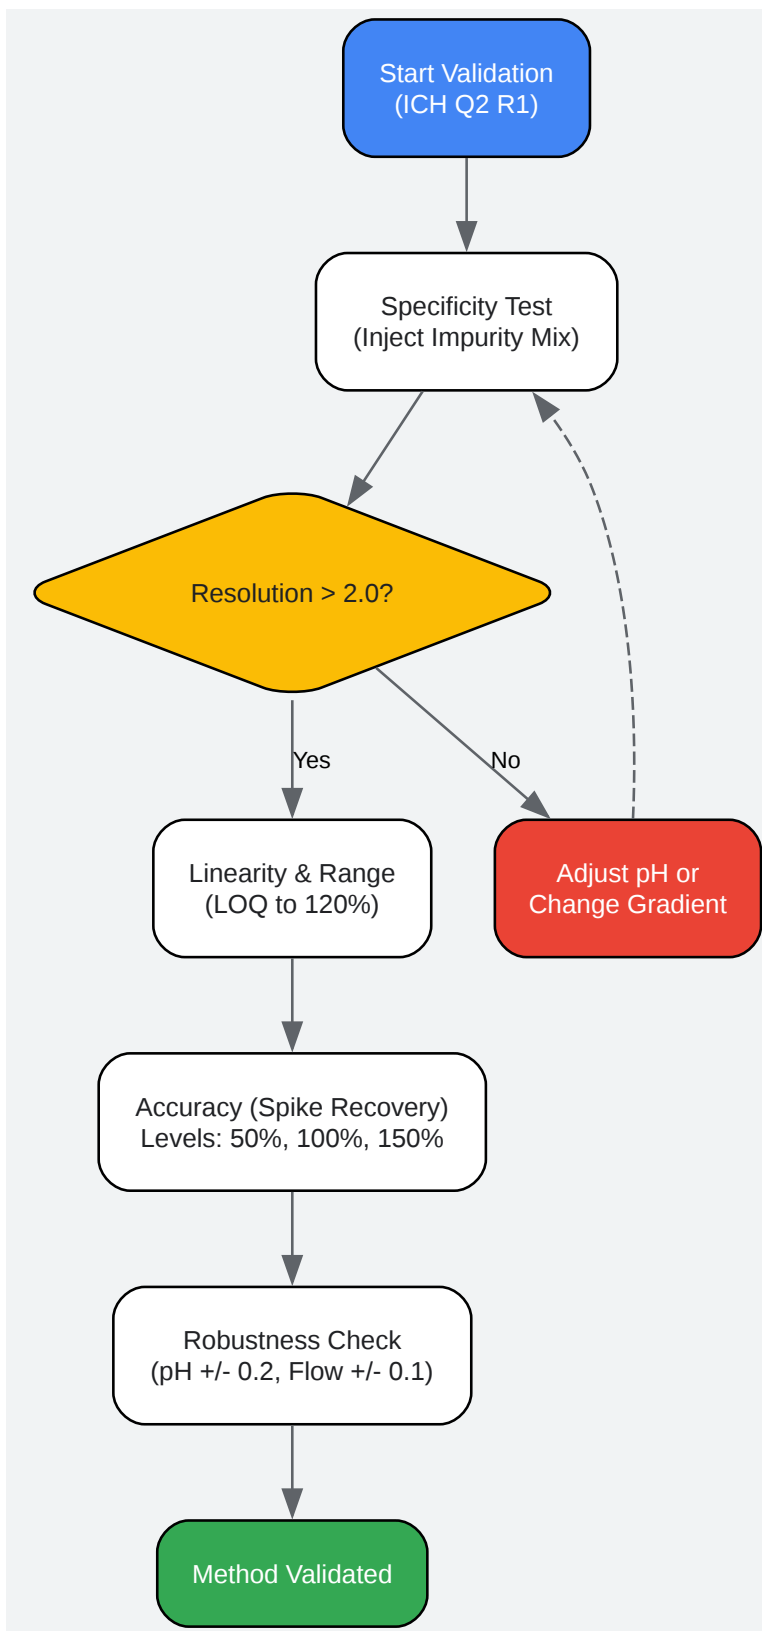 Start Validation
(ICH Q2 R1)
Specificity Test
(Inject Impurity Mix)
Resolution > 2.0?
Yes
No
Linearity & Range
(LOQ to 120%)
Adjust pH or
Change Gradient
Accuracy (Spike Recovery)
Levels: 50%, 100%, 150%
Robustness Check
(pH +/- 0.2, Flow +/- 0.1)
Method Validated